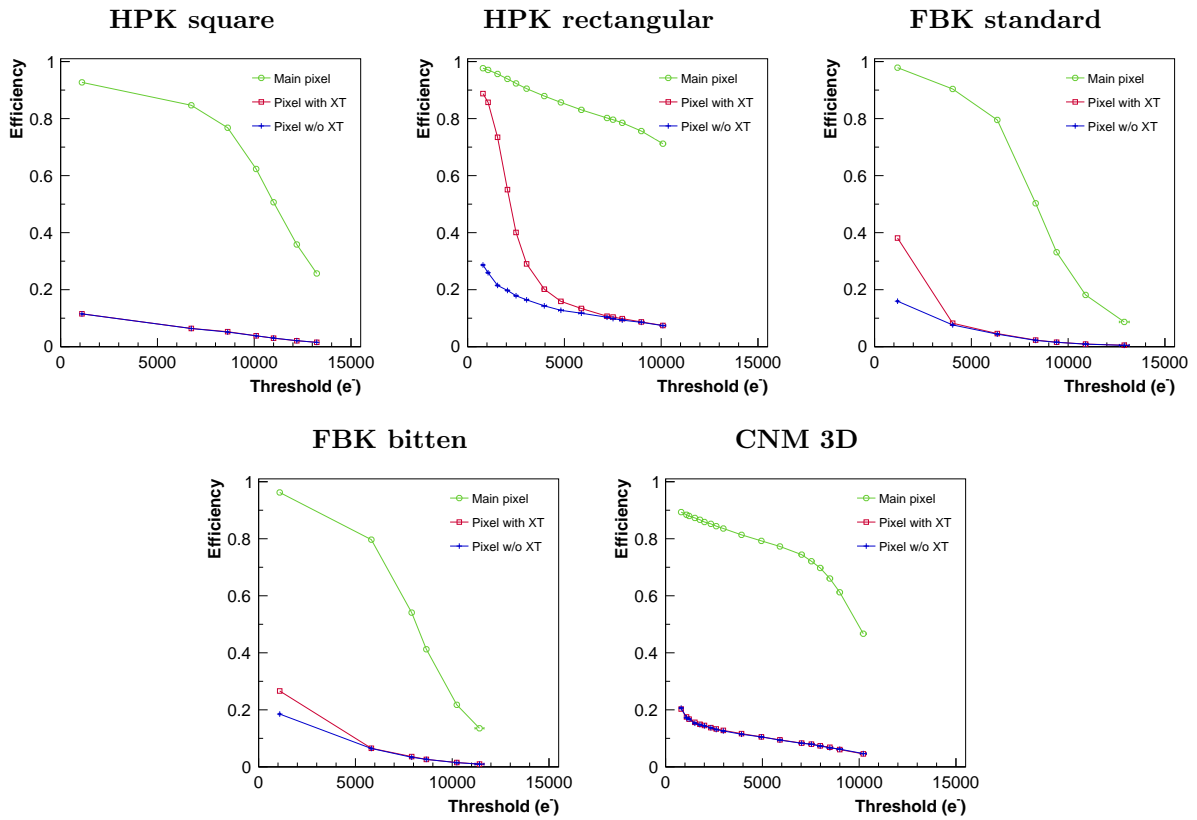 HPK square
HPK rectangular
FBK standard
Efficiency
1
0.8
0.6
0.4
0.2
0
Main pixel
Pixel with XT
Pixel w/o XT
0 5000 10000 15000
Threshold (e-)
Efficiency
1
0.8
0.6
0.4
0.2
0
Main pixel
Pixel with XT
Pixel w/o XT
0 5000 10000 15000
Threshold (e-)
Efficiency
1
0.8
0.6
0.4
0.2
0
Main pixel
Pixel with XT
Pixel w/o XT
0 5000 10000 15000
Threshold (e-)
FBK bitten
CNM 3D
Efficiency
1
0.8
0.6
0.4
0.2
0
Main pixel
Pixel with XT
Pixel w/o XT
0 5000 10000 15000
Threshold (e-)
Efficiency
1
0.8
0.6
0.4
0.2
0
Main pixel
Pixel with XT
Pixel w/o XT
0 5000 10000 15000
Threshold (e-)